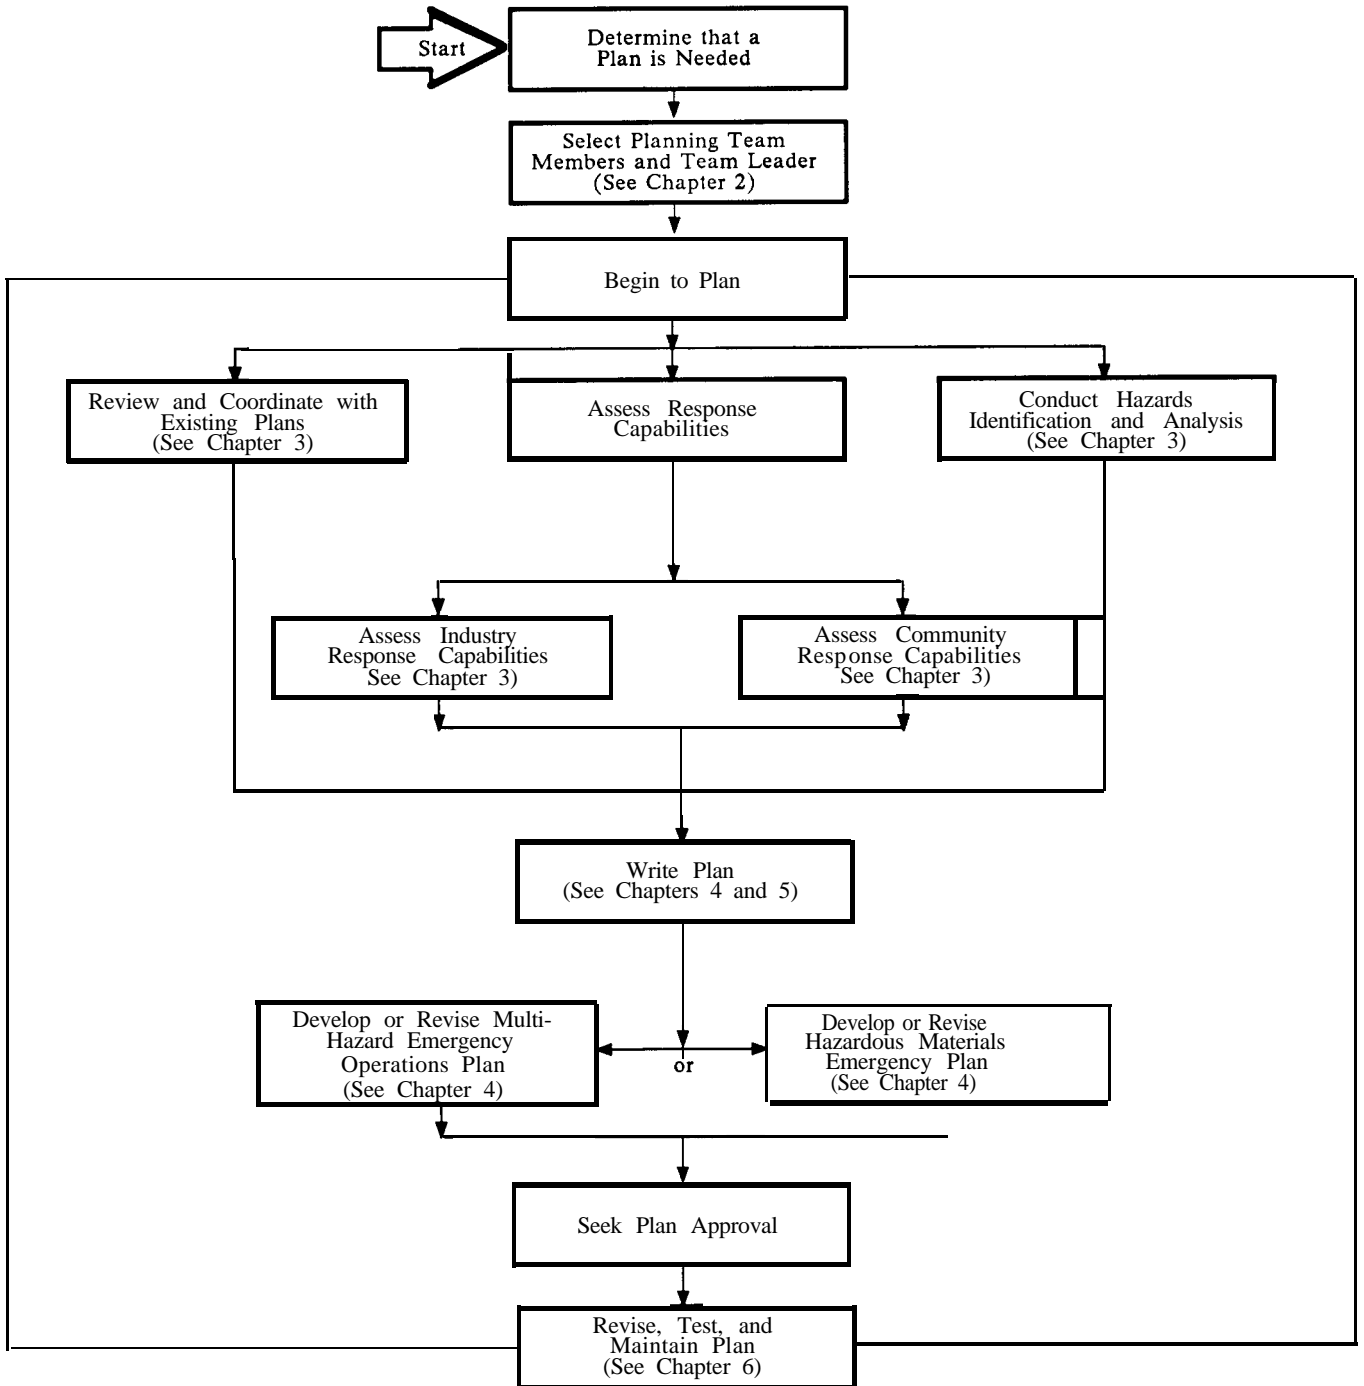 Start
Determine that a
Plan is Needed
Select Planning Team
Members and Team Leader
(See Chapter 2)
Begin to Plan
Review and Coordinate with
Existing Plans
(See Chapter 3)
Assess Response
Capabilities
Conduct Hazards
Identification and Analysis
(See Chapter 3)
Assess Industry
Response Capabilities
See Chapter 3)
Assess Community
Response Capabilities
See Chapter 3)
Write Plan
(See Chapters 4 and 5)
Develop or Revise Multi-
Hazard Emergency
Operations Plan
(See Chapter 4)
or
Develop or Revise
Hazardous Materials
Emergency Plan
(See Chapter 4)
Seek Plan Approval
Revise, Test, and
Maintain Plan
(See Chapter 6)